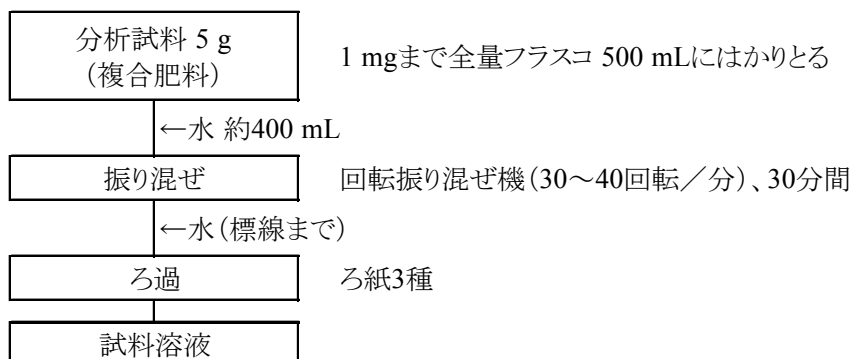 分析試料 5 g
(複合肥料)
1 mgまで全量フラスコ 500 mLにはかりとる
←水 約400 mL
振り混ぜ
回転振り混ぜ機(30~40回転/分)、30分間
←水(標線まで)
ろ過
ろ紙3種
試料溶液